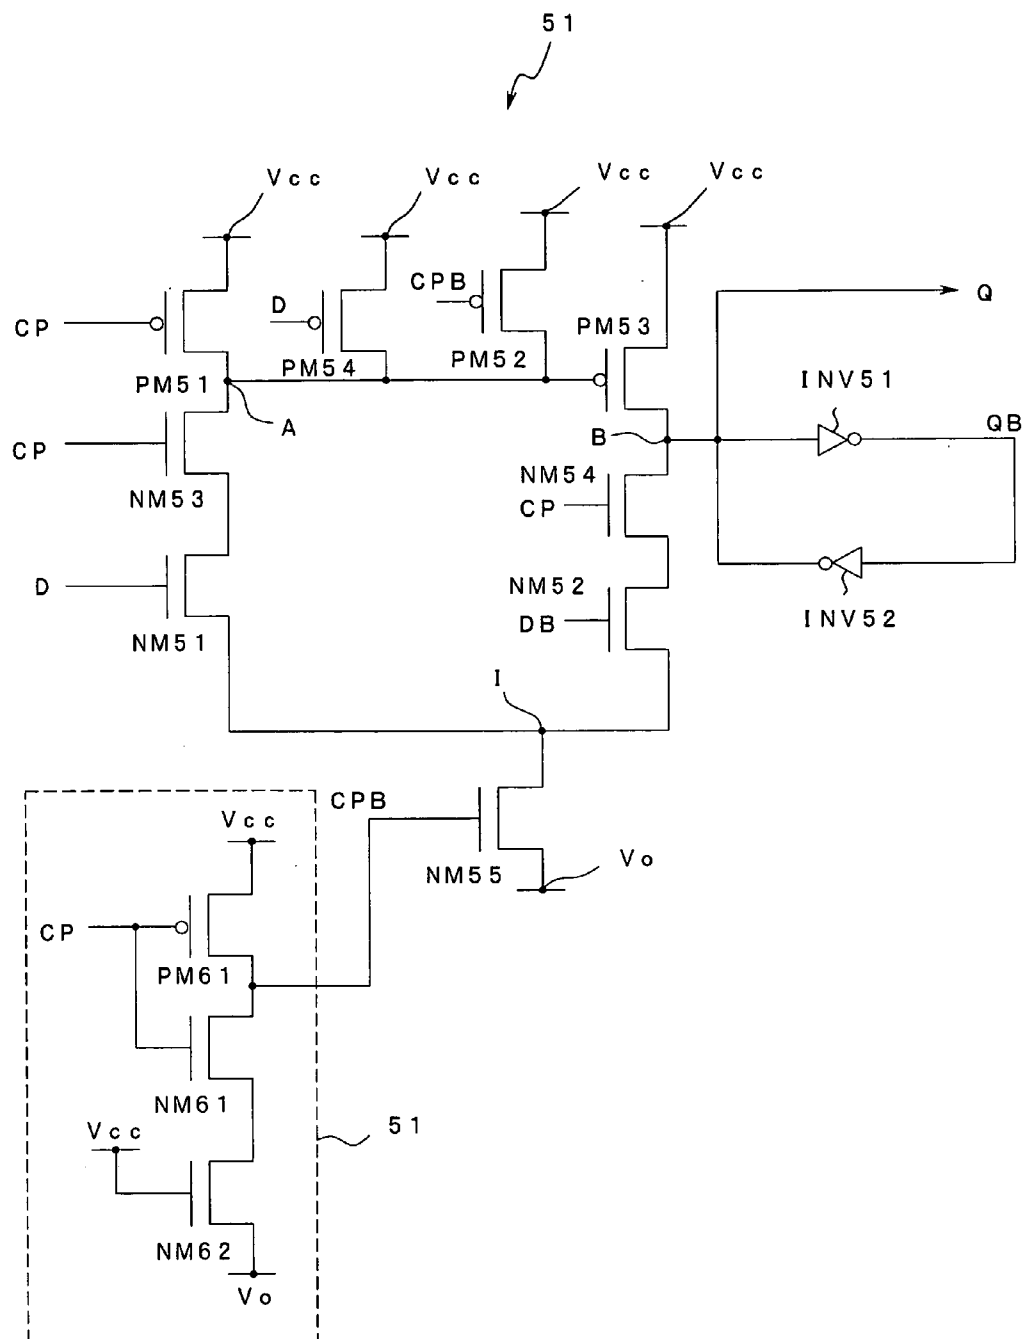 51
Vcc
Vcc
Vcc
Vcc
CP
D
CPB
PM53
Q
PM51
PM54
PM52
INV51
A
B
QB
CP
NM54
NM53
CP
D
NM52
NM51
DB
INV52
I
CPB
Vcc
NM55
Vo
CP
PM61
NM61
51
Vcc
NM62
Vo